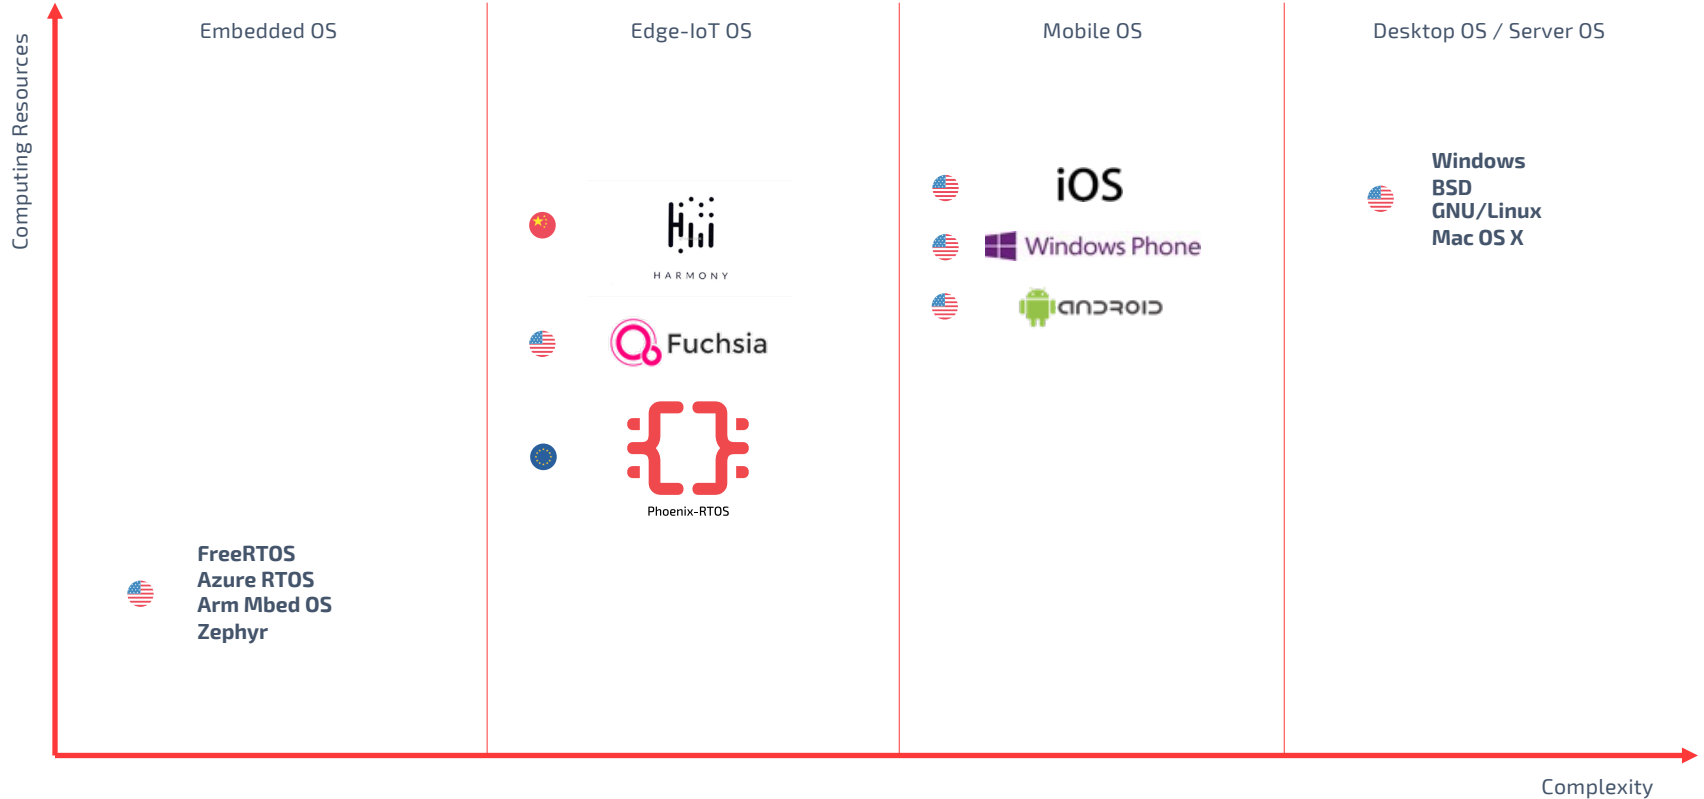 Computing Resources
Embedded OS
Edge-IoT OS
Mobile OS
Desktop OS / Server OS
HARMONY
Fuchsia
Phoenix-RTOS
iOS
Windows Phone
android
Windows
BSD
GNU/Linux
Mac OS X
FreeRTOS
Azure RTOS
Arm Mbed OS
Zephyr
Complexity